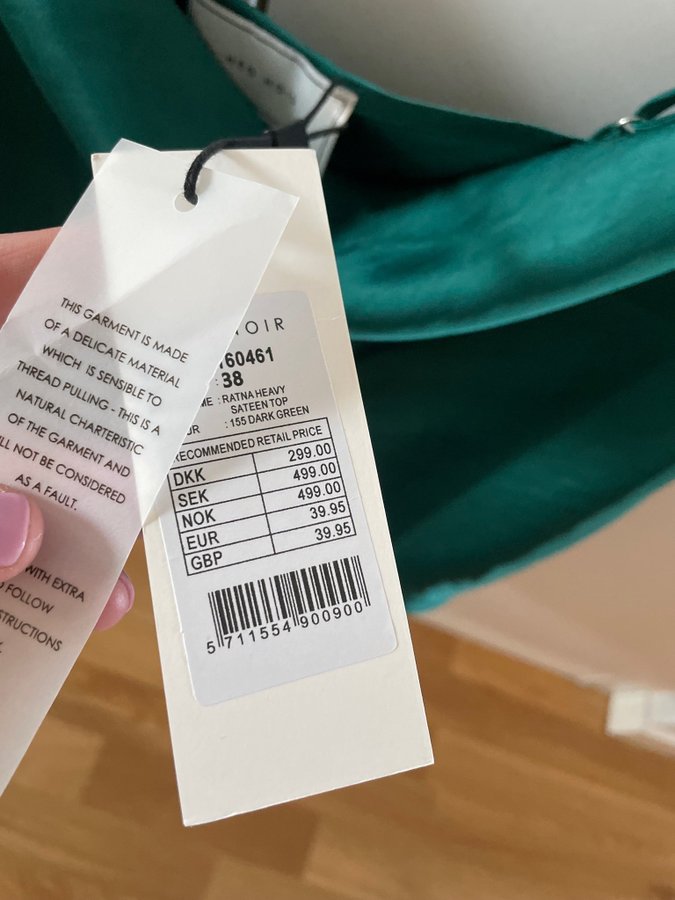 THIS GARMENT IS MADE
OF A DELICATE MATERIAL
WHICH IS SENSIBLE TO
THREAD PULLING - THIS IS A
NATURAL CHARTERISTIC
OF THE GARMENT AND
LL NOT BE CONSIDERED
AS A FAULT.
WITH EXTRA
FOLLOW
STRUCTIONS
OIR
60461
: 38
ME : RATNA HEAVY
SATEEN TOP
UR : 155 DARK GREEN
RECOMMENDED RETAIL PRICE
DKK 299.00
SEK 499.00
NOK 499.00
EUR 39.95
GBP 39.95
5 711554 900900